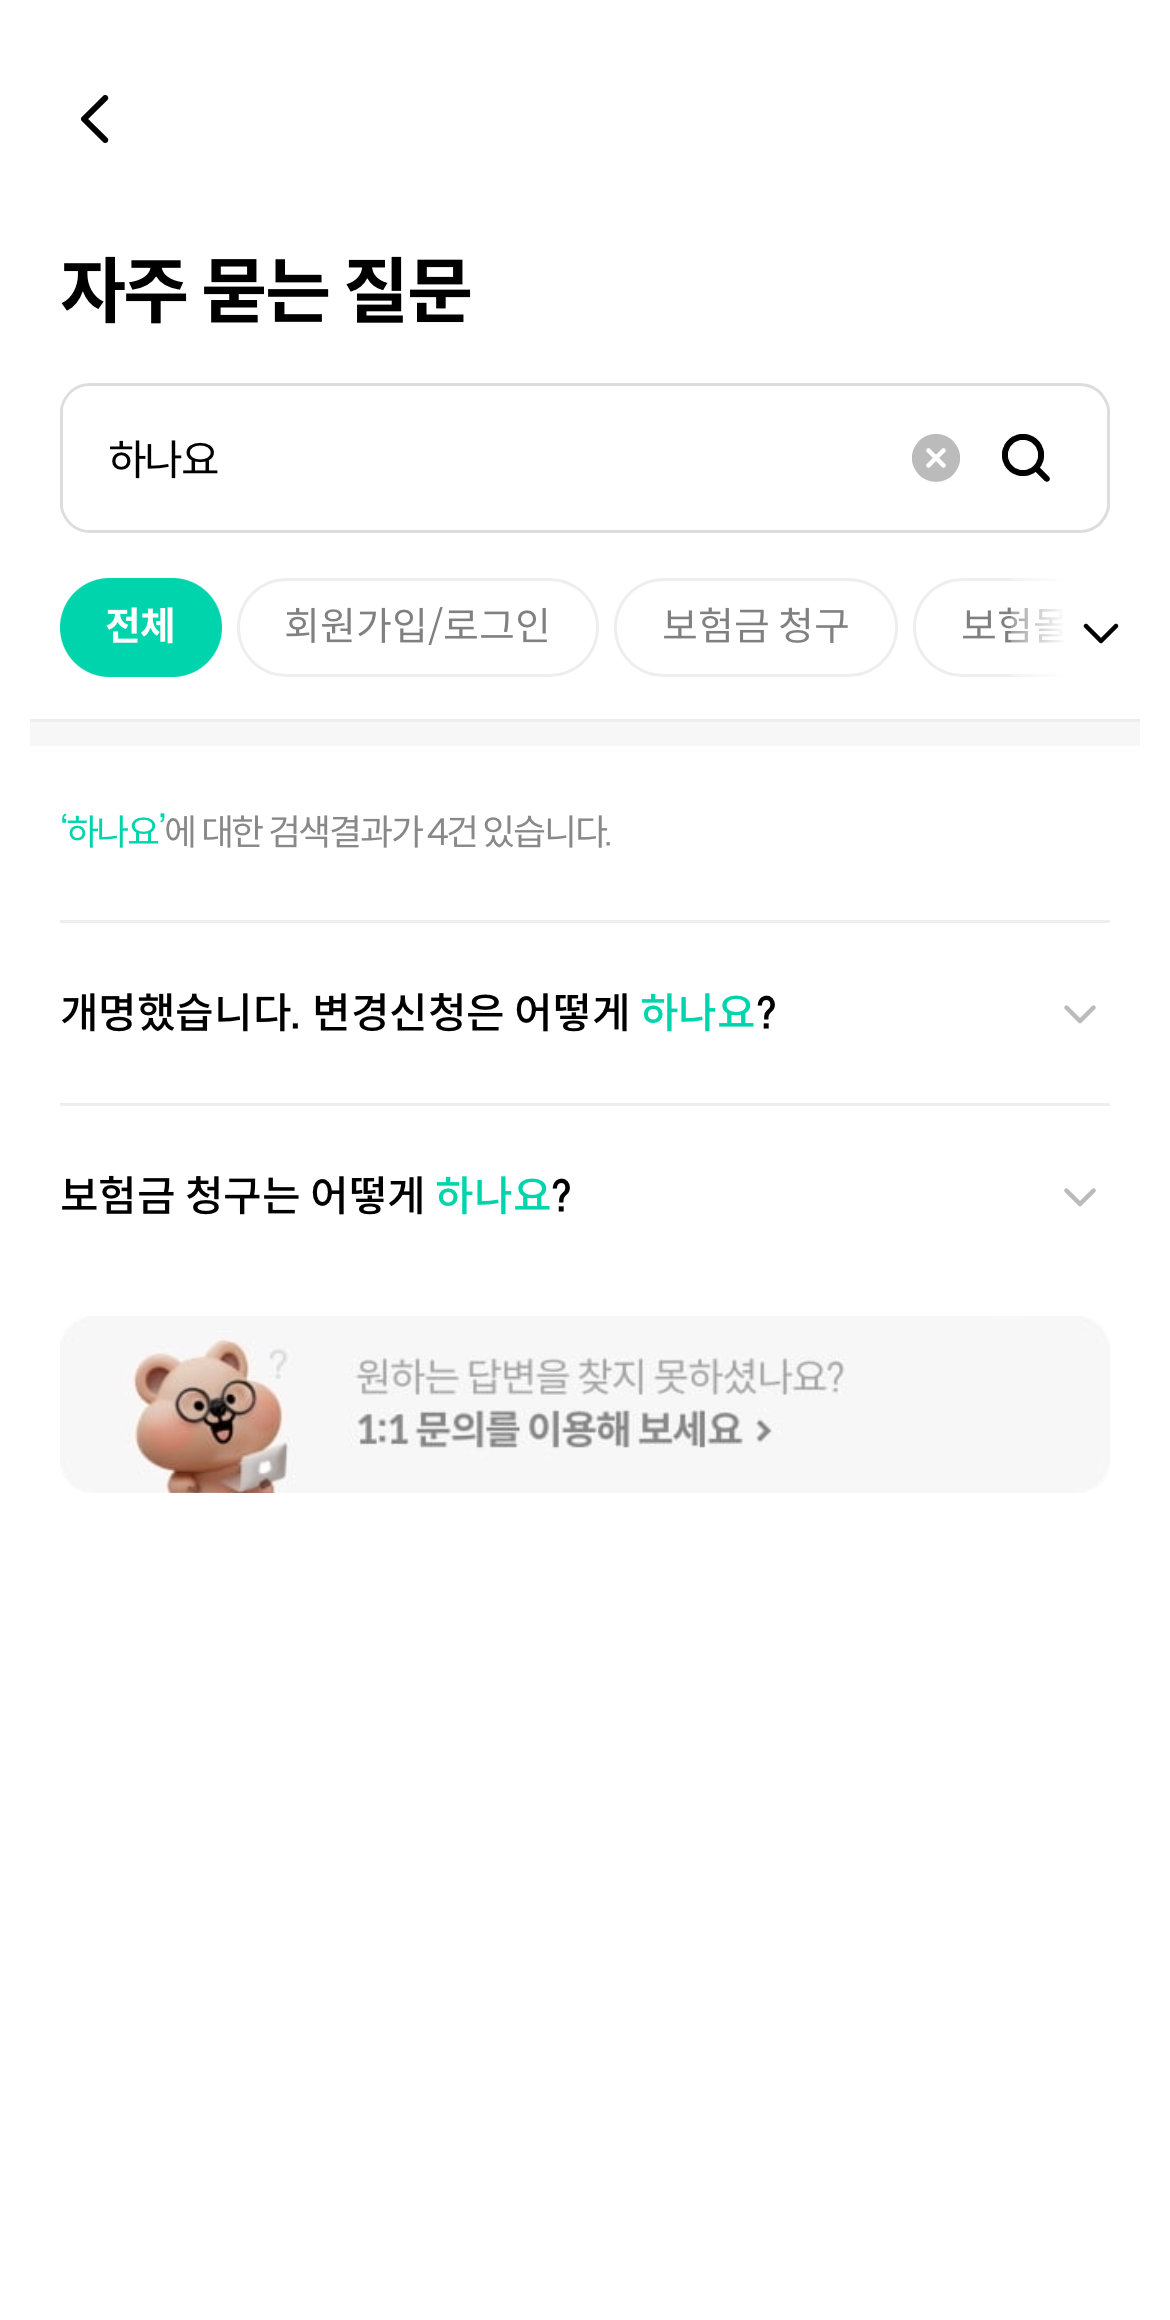 자주 묻는 질문
하나요
전체
회원가입/로그인
보험금 청구
보험몰
‘하나요’에 대한 검색결과가 4건 있습니다.
개명했습니다. 변경신청은 어떻게 하나요?
보험금 청구는 어떻게 하나요?
?
원하는 답변을 찾지 못하셨나요?
1:1 문의를 이용해 보세요 >